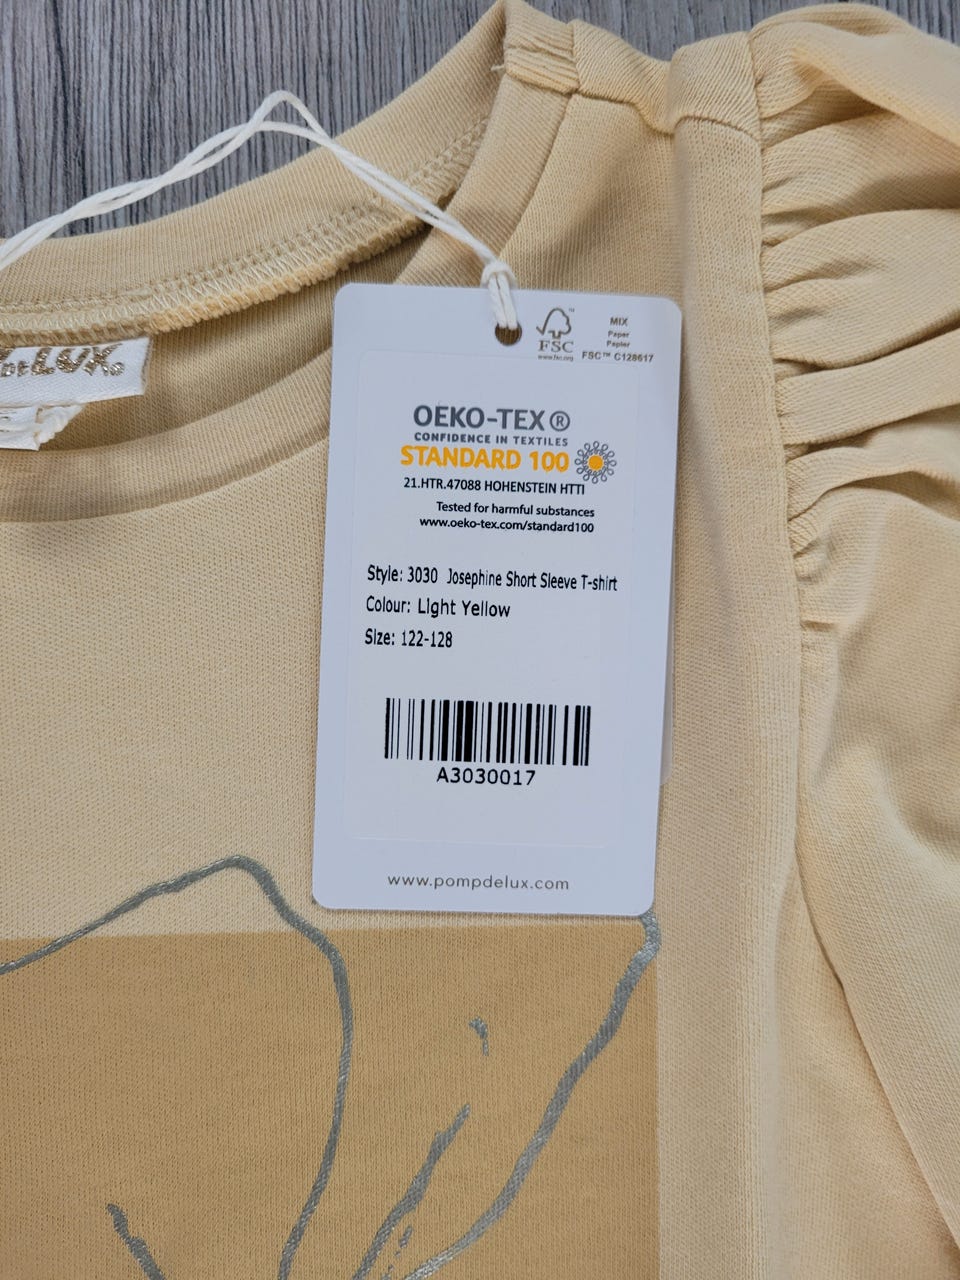 FSC
www.fsc.org
MIX
Paper
Papier
FSC™ C128617
DELUX.
OEKO-TEX®
CONFIDENCE IN TEXTILES
STANDARD 100
21.HTR.47088 HOHENSTEIN HTTI
Tested for harmful substances
www.oeko-tex.com/standard100
Style: 3030 Josephine Short Sleeve T-shirt
Colour: Light Yellow
Size: 122-128
A3030017
www.pompdelux.com